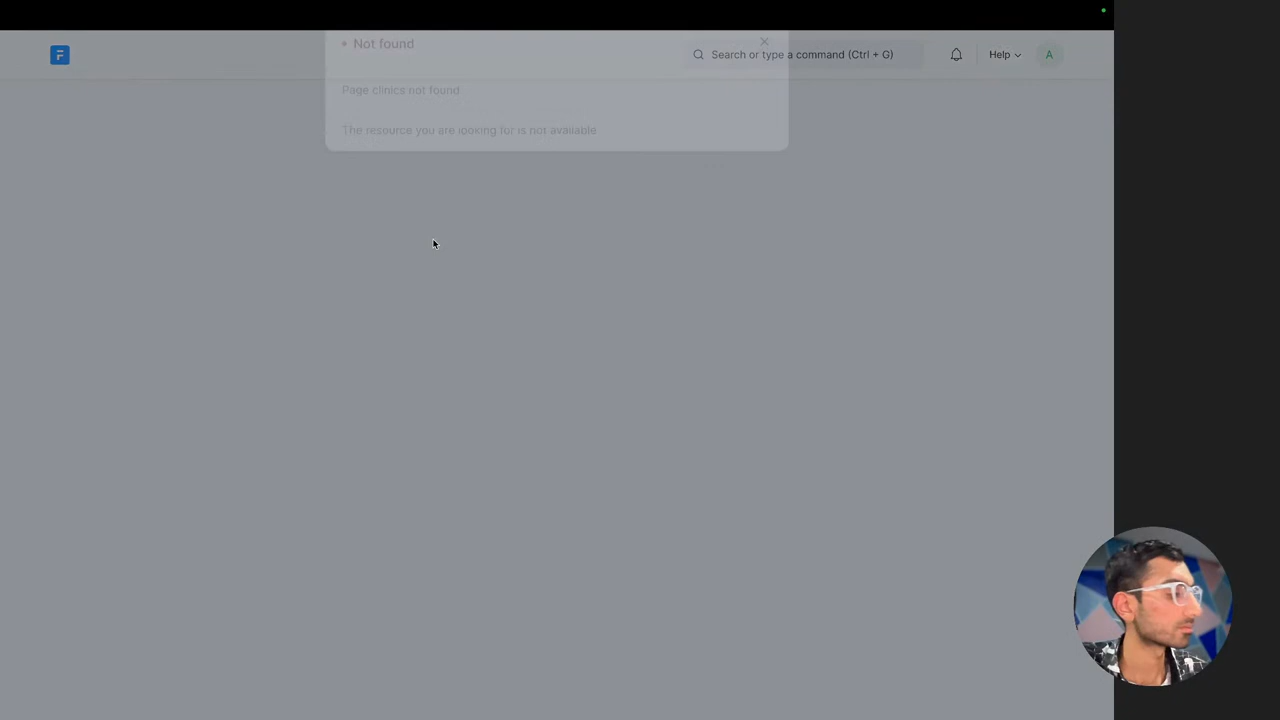 Not found
Search or type a command (Ctrl + G)
Help
A
Page clinics not found
The resource you are looking for is not available